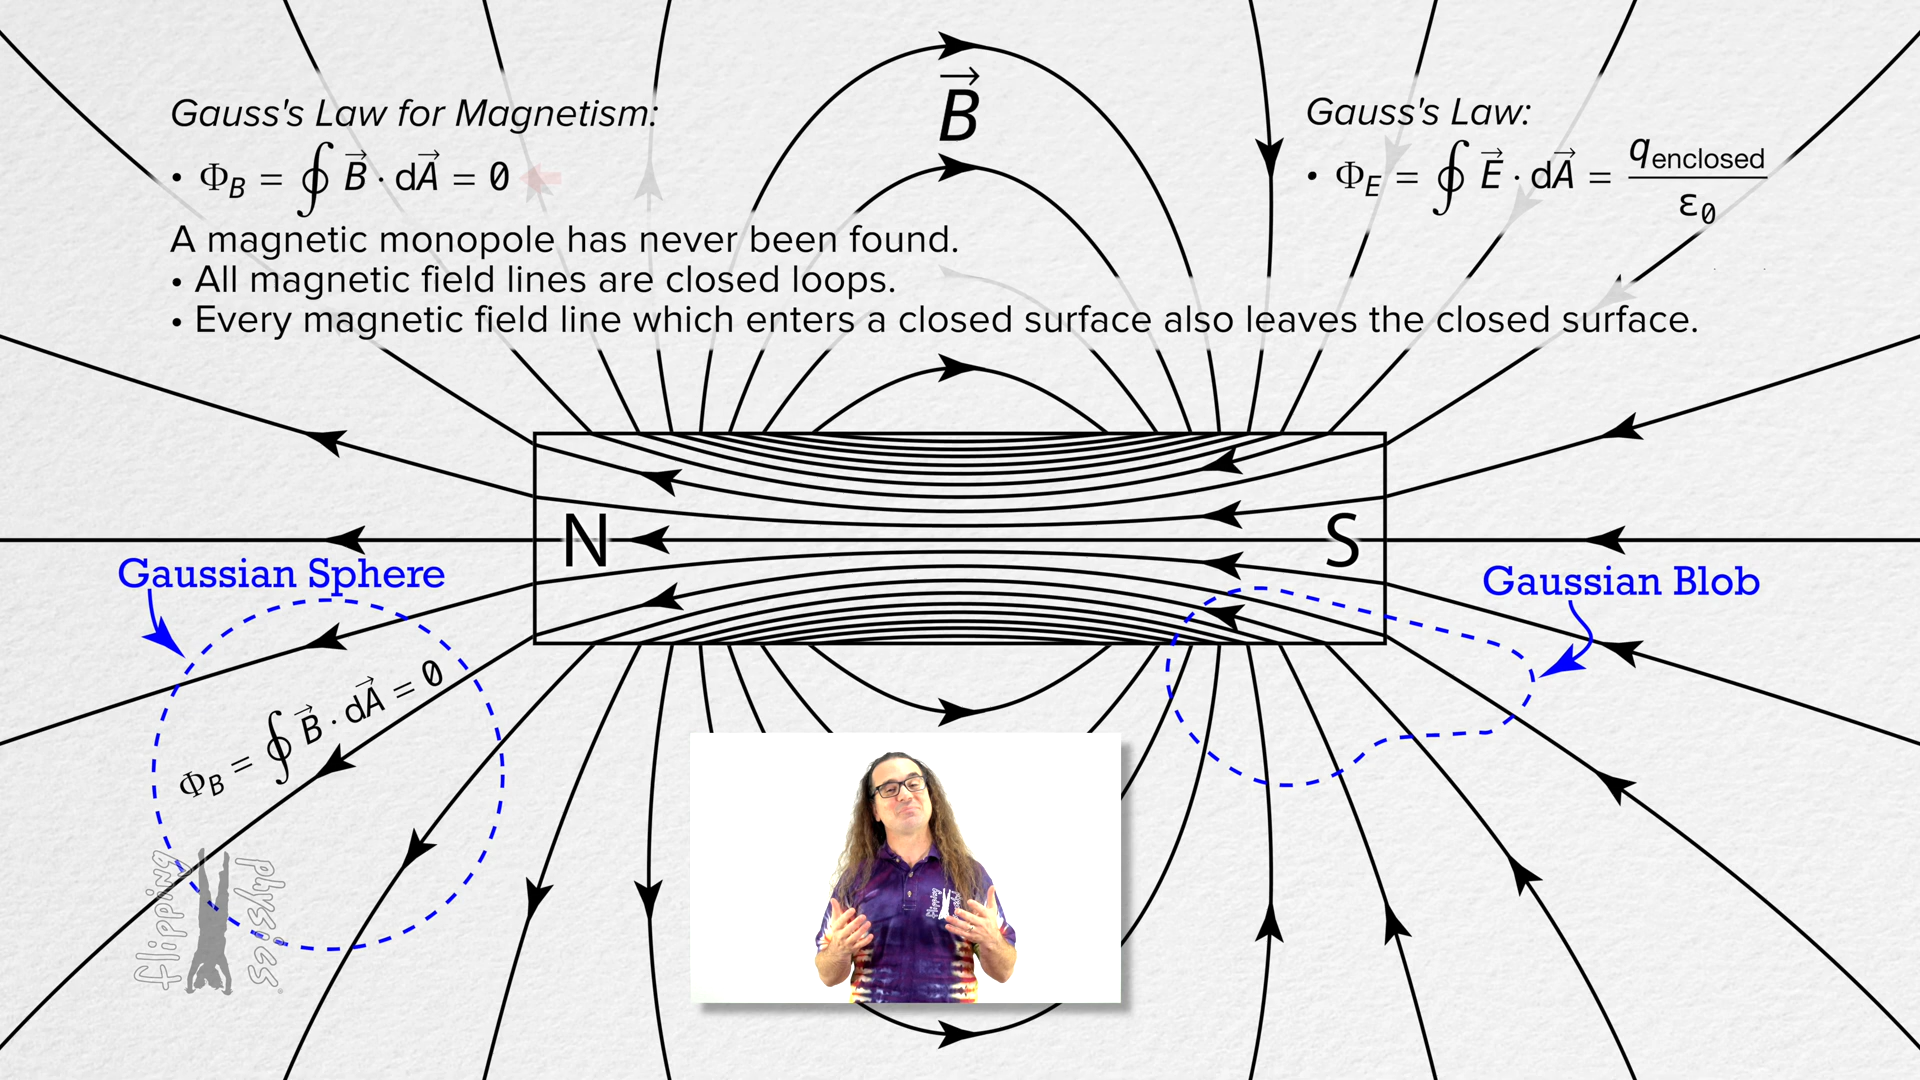 Gauss's Law for Magnetism:
• Φ_B = ∮ B⃗ · dA⃗ = 0
A magnetic monopole has never been found.
• All magnetic field lines are closed loops.
• Every magnetic field line which enters a closed surface also leaves the closed surface.
B⃗
Gauss's Law:
• Φ_E = ∮ E⃗ · dA⃗ = q_enclosed / ε_0
N
S
Gaussian Sphere
Gaussian Blob
Φ_B = ∮ B⃗ · dA⃗ = 0
flipping
physics
flipping